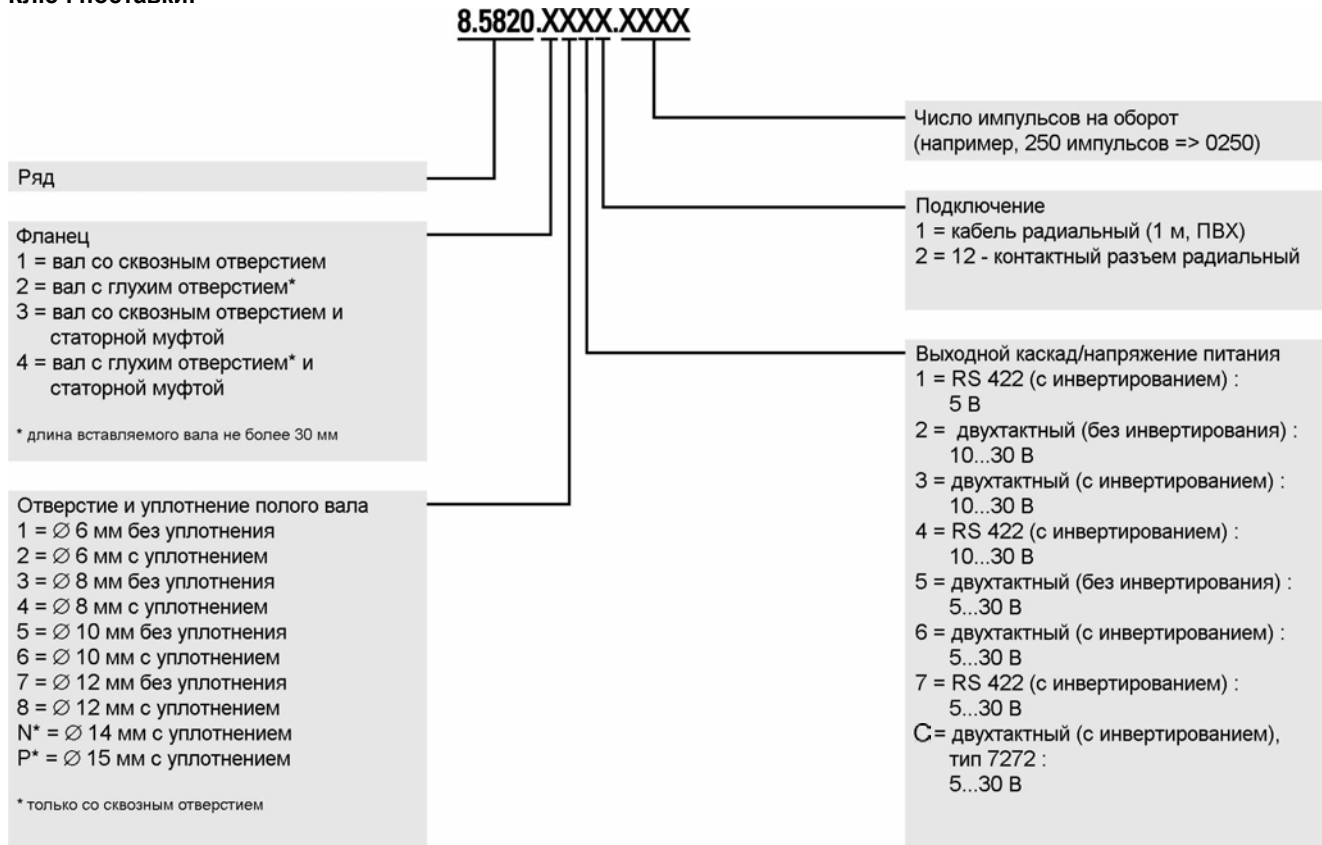 Ключ поставки:
8.5820.XXXX.XXXX
Число импульсов на оборот
(например, 250 импульсов => 0250)
Ряд
Подключение
1 = кабель радиальный (1 м, ПВХ)
2 = 12 - контактный разъем радиальный
Фланец
1 = вал со сквозным отверстием
2 = вал с глухим отверстием*
3 = вал со сквозным отверстием и
статорной муфтой
4 = вал с глухим отверстием* и
статорной муфтой
* длина вставляемого вала не более 30 мм
Выходной каскад/напряжение питания
1 = RS 422 (с инвертированием) :
5 В
2 = двухтактный (без инвертирования) :
10...30 В
3 = двухтактный (с инвертированием) :
10...30 В
4 = RS 422 (с инвертированием) :
10...30 В
5 = двухтактный (без инвертирования) :
5...30 В
6 = двухтактный (с инвертированием) :
5...30 В
7 = RS 422 (с инвертированием) :
5...30 В
C = двухтактный (с инвертированием),
тип 7272 :
5...30 В
Отверстие и уплотнение полого вала
1 = ∅ 6 мм без уплотнения
2 = ∅ 6 мм с уплотнением
3 = ∅ 8 мм без уплотнения
4 = ∅ 8 мм с уплотнением
5 = ∅ 10 мм без уплотнения
6 = ∅ 10 мм с уплотнением
7 = ∅ 12 мм без уплотнения
8 = ∅ 12 мм с уплотнением
N* = ∅ 14 мм с уплотнением
P* = ∅ 15 мм с уплотнением
* только со сквозным отверстием